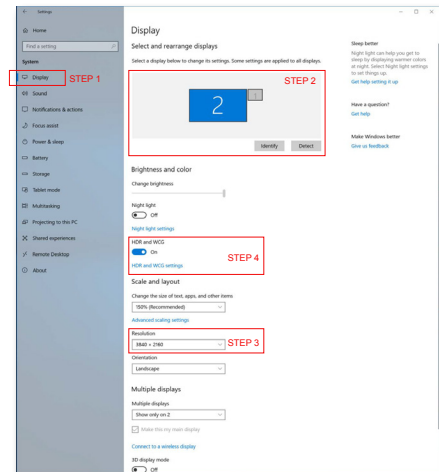 Settings
Home
Find a setting
System
Display
STEP 1
Sound
Notifications & actions
Focus assist
Power & sleep
Battery
Storage
Tablet mode
Multitasking
Projecting to this PC
Shared experiences
Remote Desktop
About
Display
Select and rearrange displays
Select a display below to change its settings. Some settings are applied to all displays.
STEP 2
2
1
Identify
Detect
Brightness and color
Change brightness
Night light
Off
Night light settings
HDR and WCG
On
STEP 4
HDR and WCG settings
Scale and layout
Change the size of text, apps, and other items
150% (Recommended)
Advanced scaling settings
Resolution
3840 × 2160
STEP 3
Orientation
Landscape
Multiple displays
Multiple displays
Show only on 2
Make this my main display
Connect to a wireless display
3D display mode
Off
Sleep better
Night light can help you get to
sleep by displaying warmer colors
at night. Select Night light settings
to set things up.
Get help setting it up
Have a question?
Get help
Make Windows better
Give us feedback